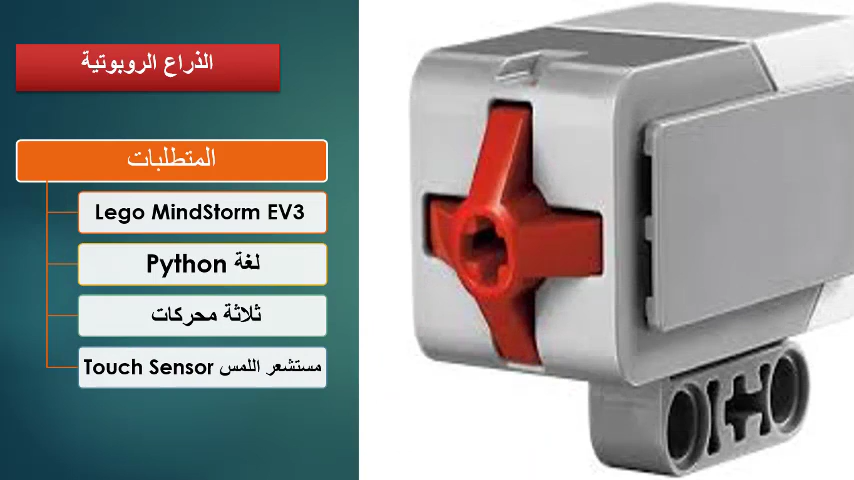 الذراع الروبوتية
المتطلبات
Lego MindStorm EV3
لغة Python
ثلاثة محركات
مستشعر اللمس Touch Sensor